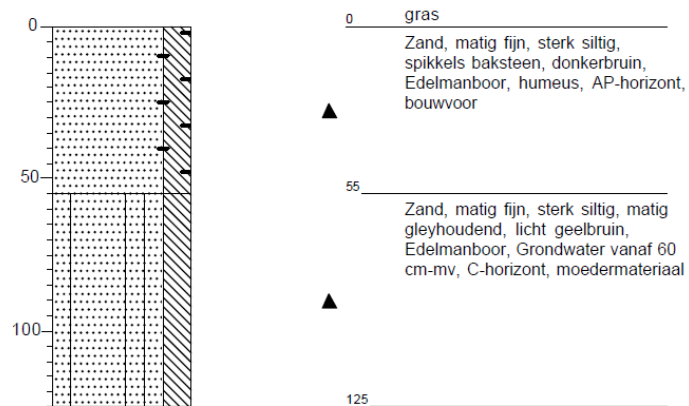 0
50
100
0
gras
Zand, matig fijn, sterk siltig,
spikkels baksteen, donkerbruin,
Edelmanboor, humeus, AP-horizont,
bouwvoor
55
Zand, matig fijn, sterk siltig, matig
gleyhoudend, licht geelbruin,
Edelmanboor, Grondwater vanaf 60
cm-mv, C-horizont, moedermateriaal
125